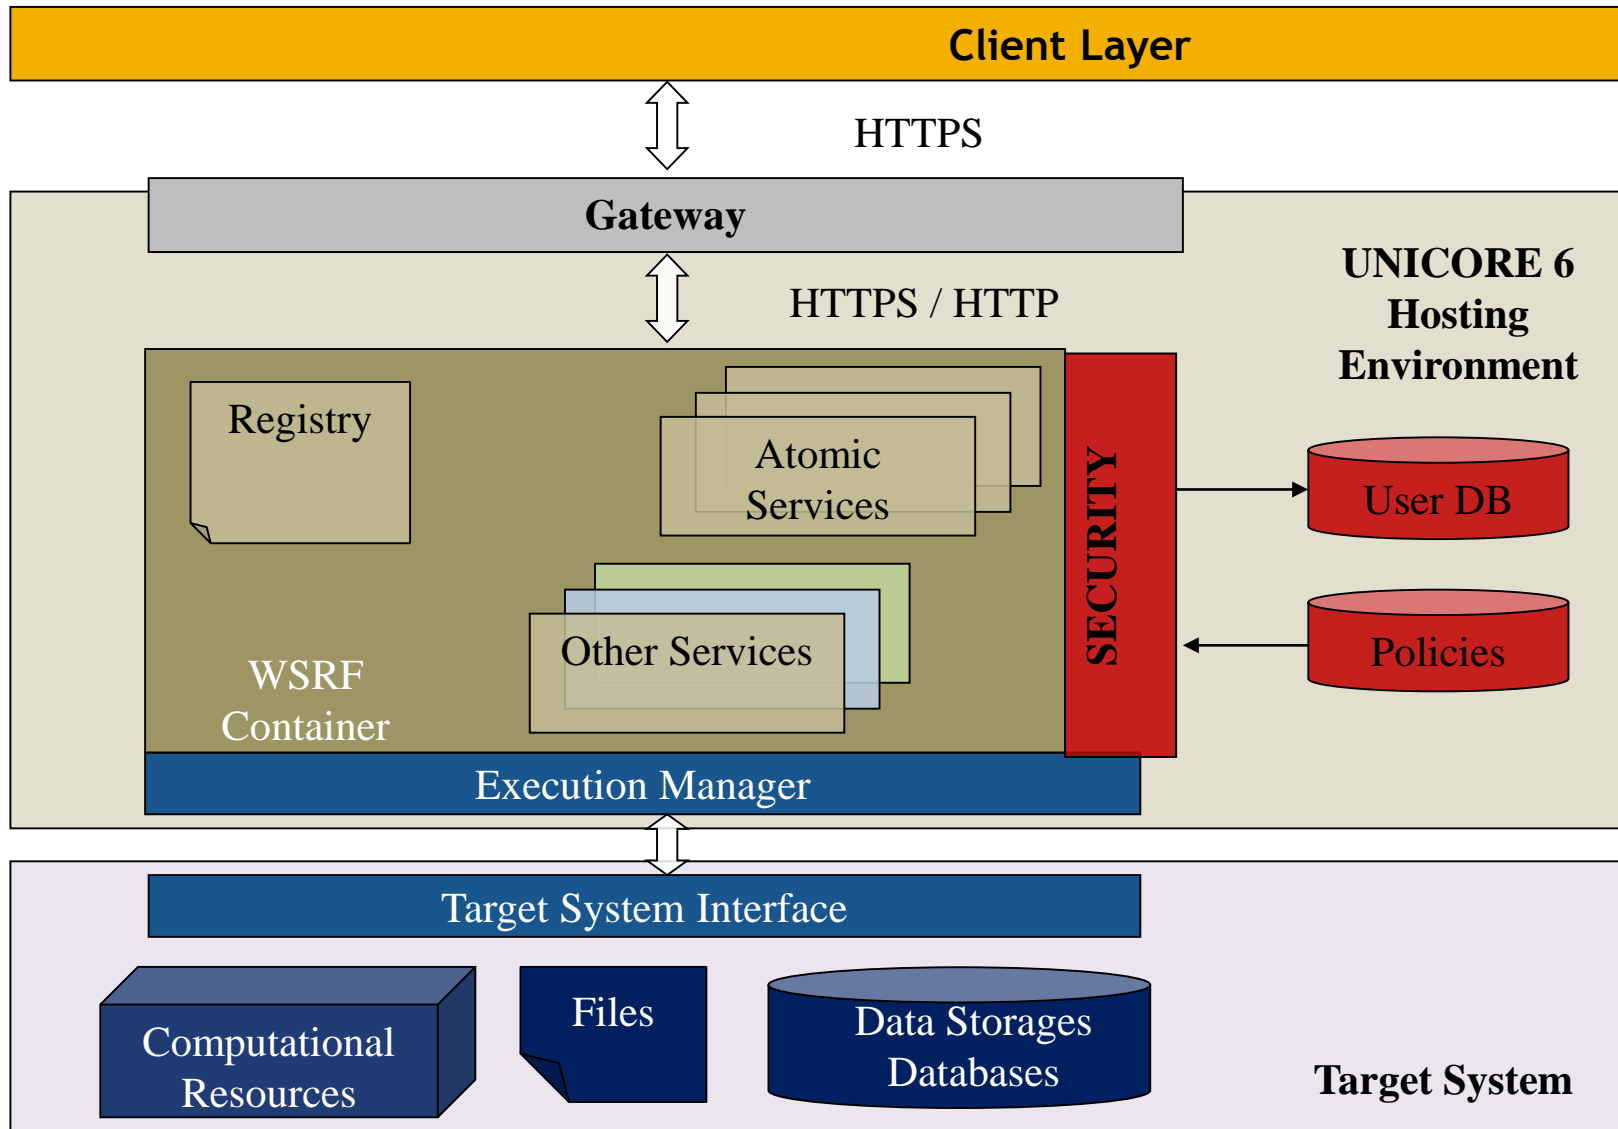 Client Layer
HTTPS
Gateway
HTTPS / HTTP
UNICORE 6
Hosting
Environment
Registry
Atomic
Services
SECURITY
User DB
Other Services
Policies
WSRF
Container
Execution Manager
Target System Interface
Computational
Resources
Files
Data Storages
Databases
Target System